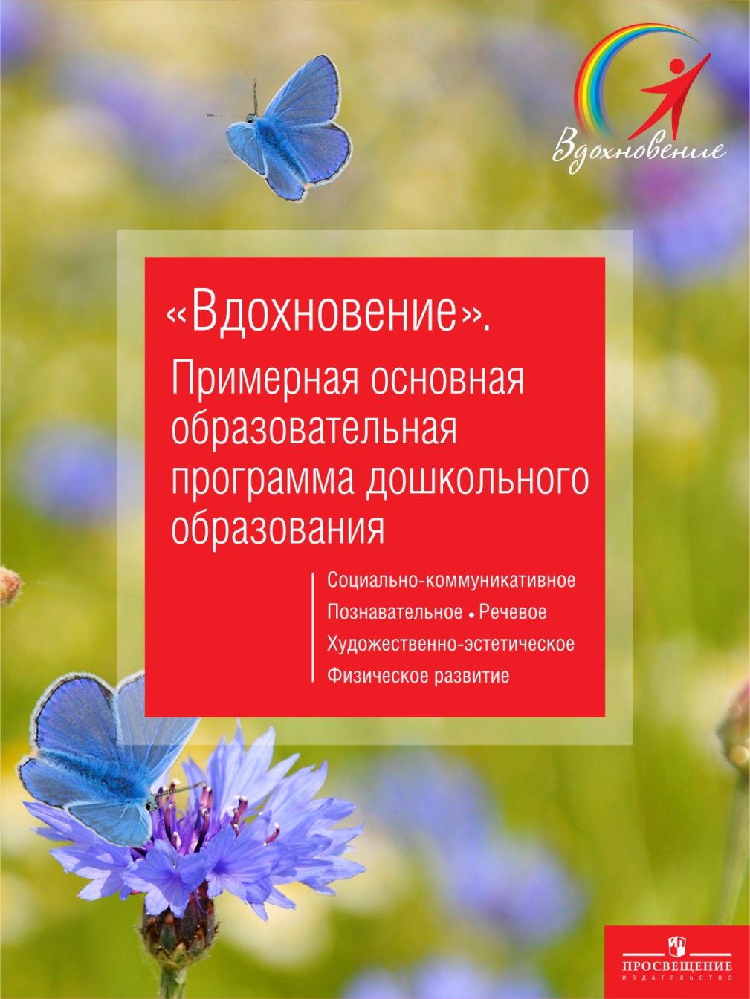 Вдохновение
«Вдохновение».
Примерная основная
образовательная
программа дошкольного
образования
Социально-коммуникативное
Познавательное • Речевое
Художественно-эстетическое
Физическое развитие
ПРОСВЕЩЕНИЕ
ИЗДАТЕЛЬСТВО